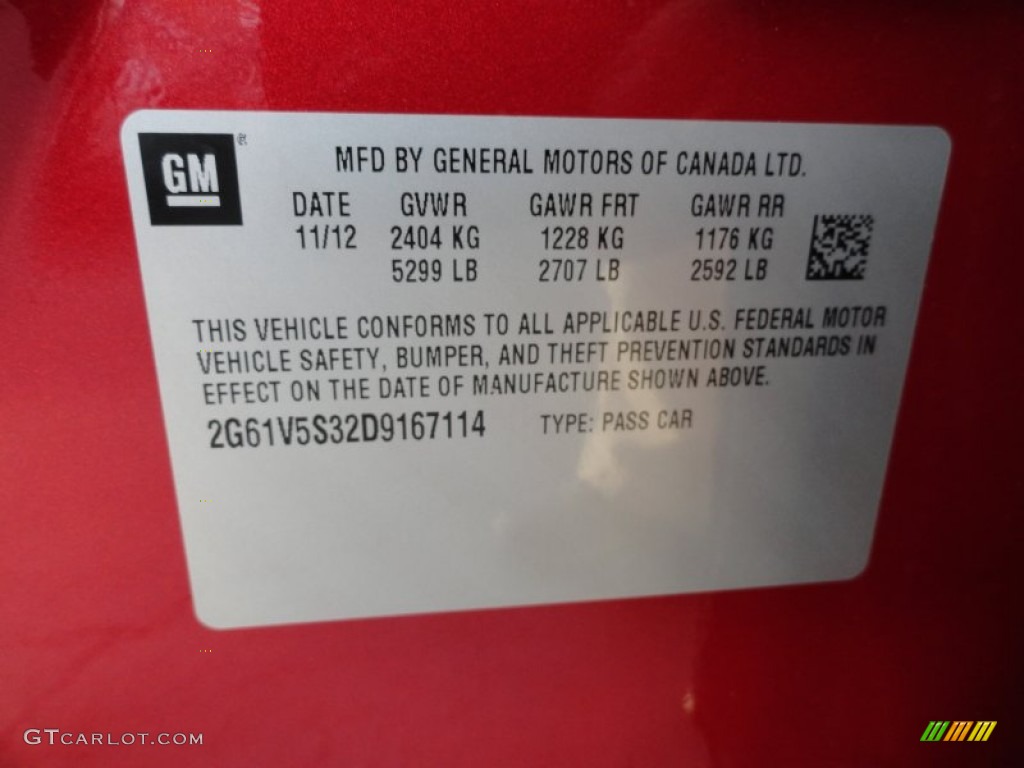 GM ®
MFD BY GENERAL MOTORS OF CANADA LTD.
DATE GVWR GAWR FRT GAWR RR
11/12 2404 KG 1228 KG 1176 KG
5299 LB 2707 LB 2592 LB
THIS VEHICLE CONFORMS TO ALL APPLICABLE U.S. FEDERAL MOTOR
VEHICLE SAFETY, BUMPER, AND THEFT PREVENTION STANDARDS IN
EFFECT ON THE DATE OF MANUFACTURE SHOWN ABOVE.
2G61V5S32D9167114 TYPE: PASS CAR
GTCARLOT.COM